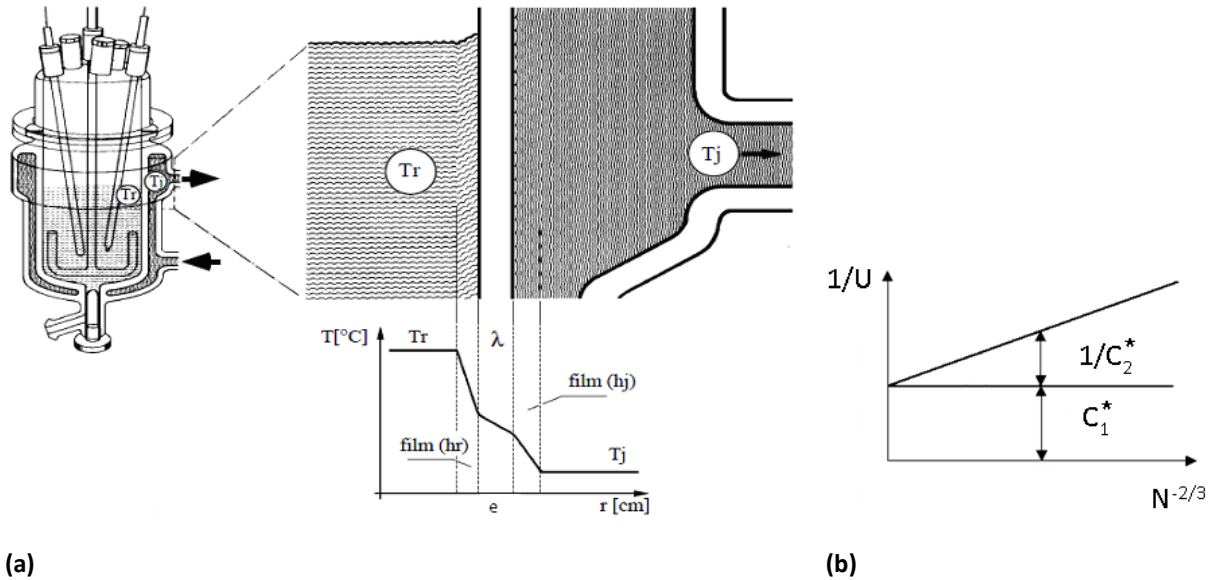 Tr
Tj
Tr
Tj
T[°C]
Tr
λ
film (hj)
film (hr)
Tj
e
r [cm]
1/U
1/C₂*
C₁*
N⁻²/³
(a)
(b)